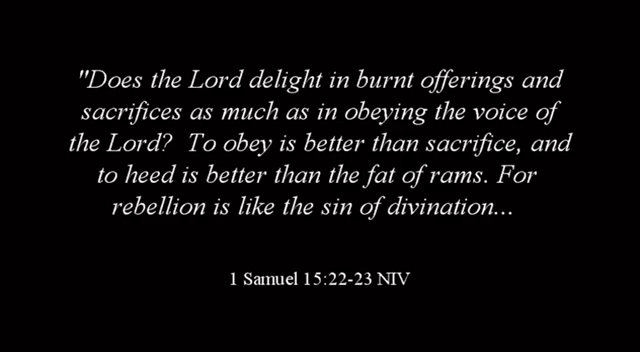 "Does the Lord delight in burnt offerings and
sacrifices as much as in obeying the voice of
the Lord? To obey is better than sacrifice, and
to heed is better than the fat of rams. For
rebellion is like the sin of divination...
1 Samuel 15:22-23 NIV